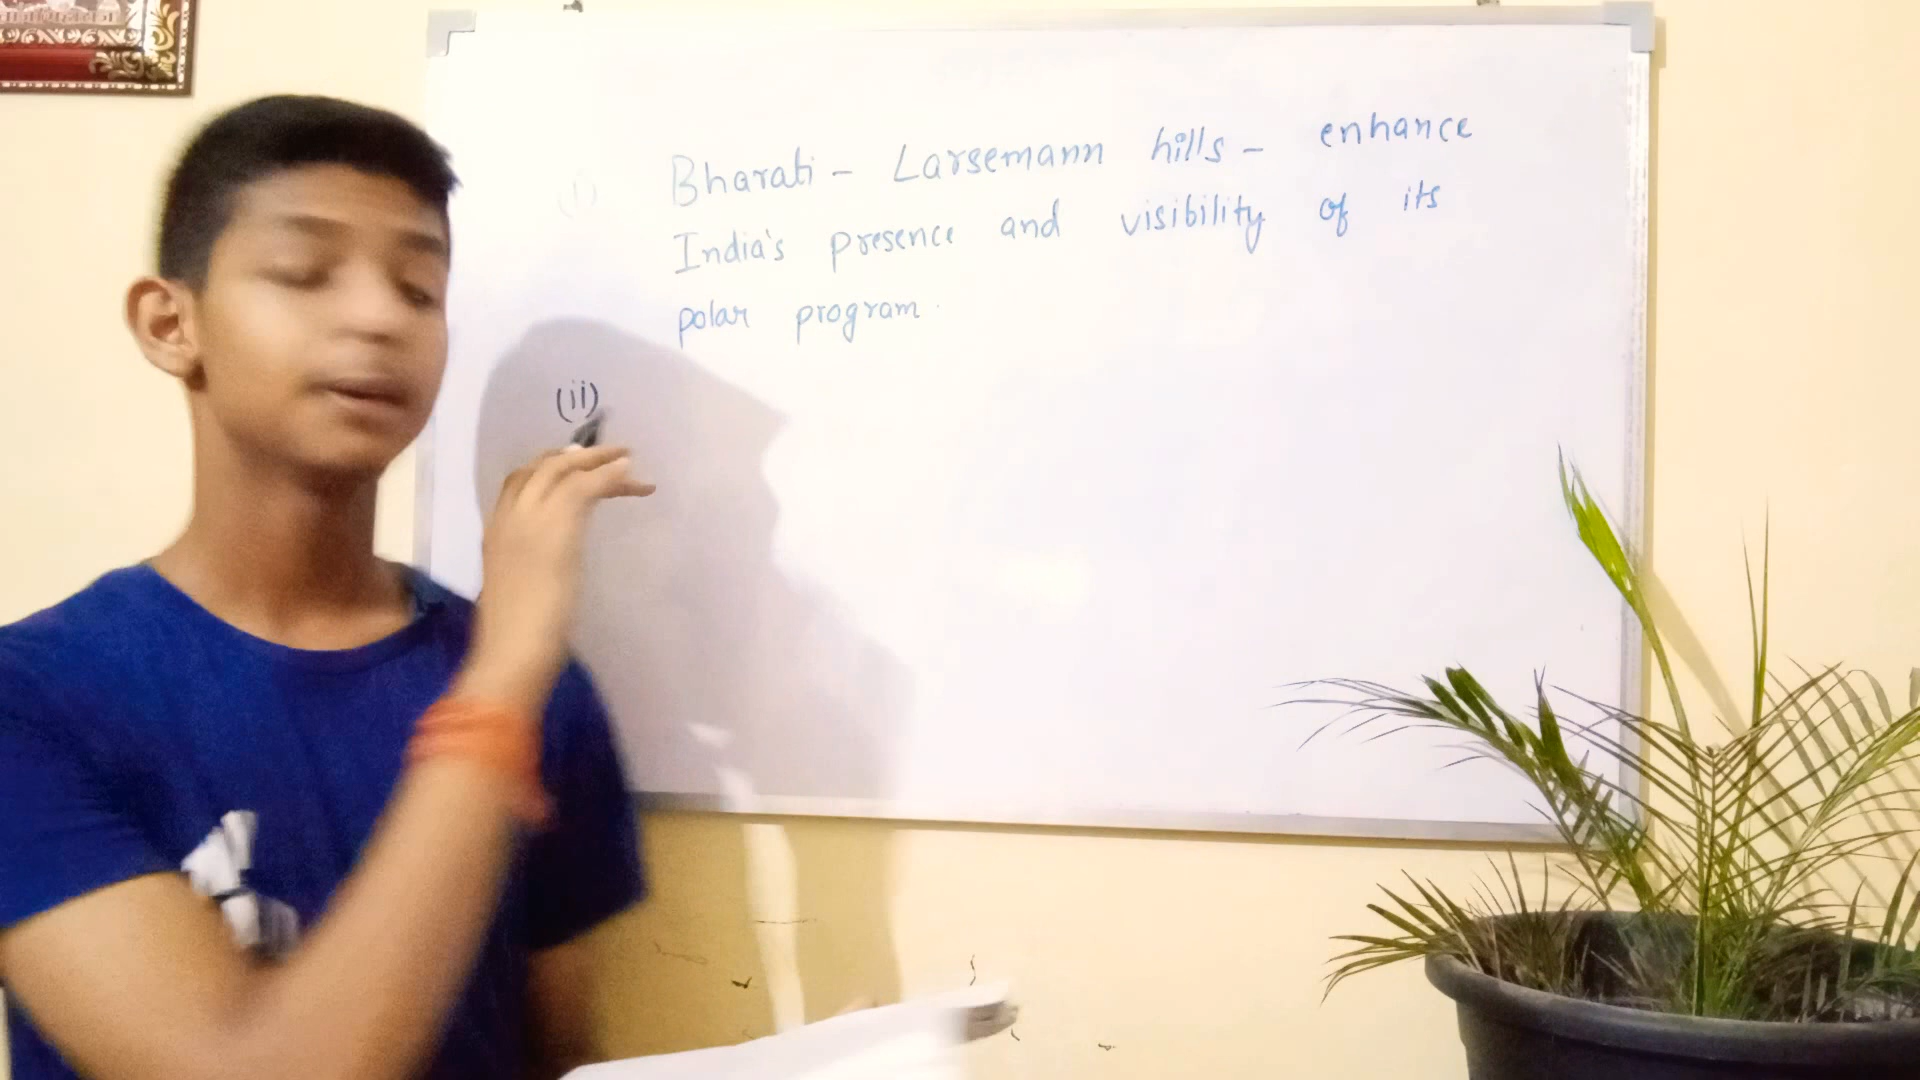 (i) Bharati - Larsemann hills - enhance
India's presence and visibility of its
polar program.
(ii)